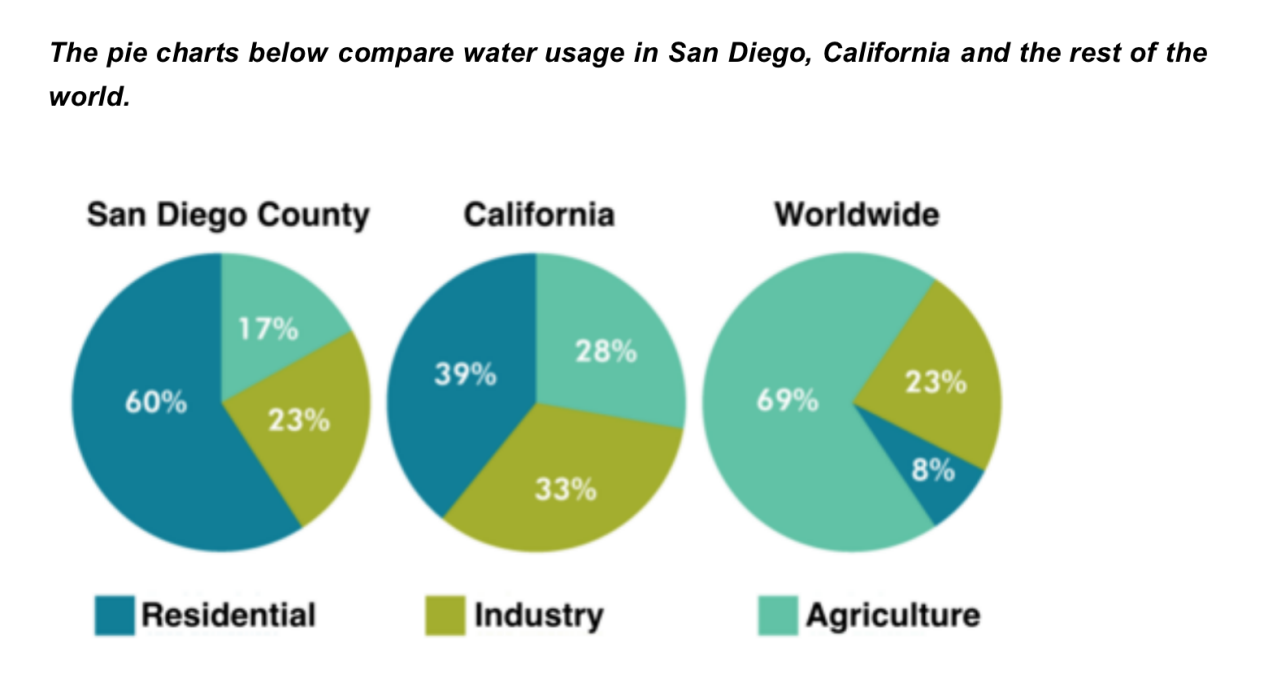 The pie charts below compare water usage in San Diego, California and the rest of the
world.
San Diego County
California
Worldwide
17%
60%
23%
28%
39%
33%
69%
23%
8%
Residential
Industry
Agriculture